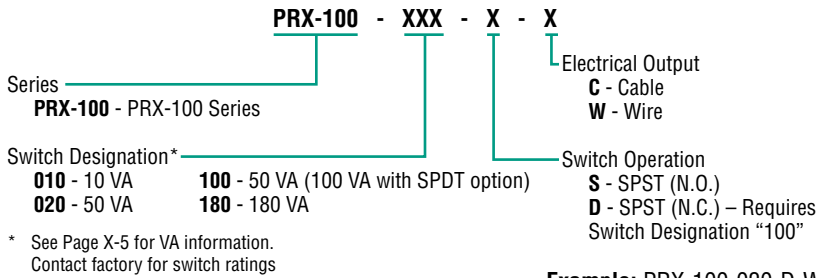 PRX-100 - XXX - X - X
Series
PRX-100 - PRX-100 Series
Switch Designation*
010 - 10 VA 100 - 50 VA (100 VA with SPDT option)
020 - 50 VA 180 - 180 VA
* See Page X-5 for VA information.
Contact factory for switch ratings
Electrical Output
C - Cable
W - Wire
Switch Operation
S - SPST (N.O.)
D - SPST (N.C.) – Requires
Switch Designation “100”